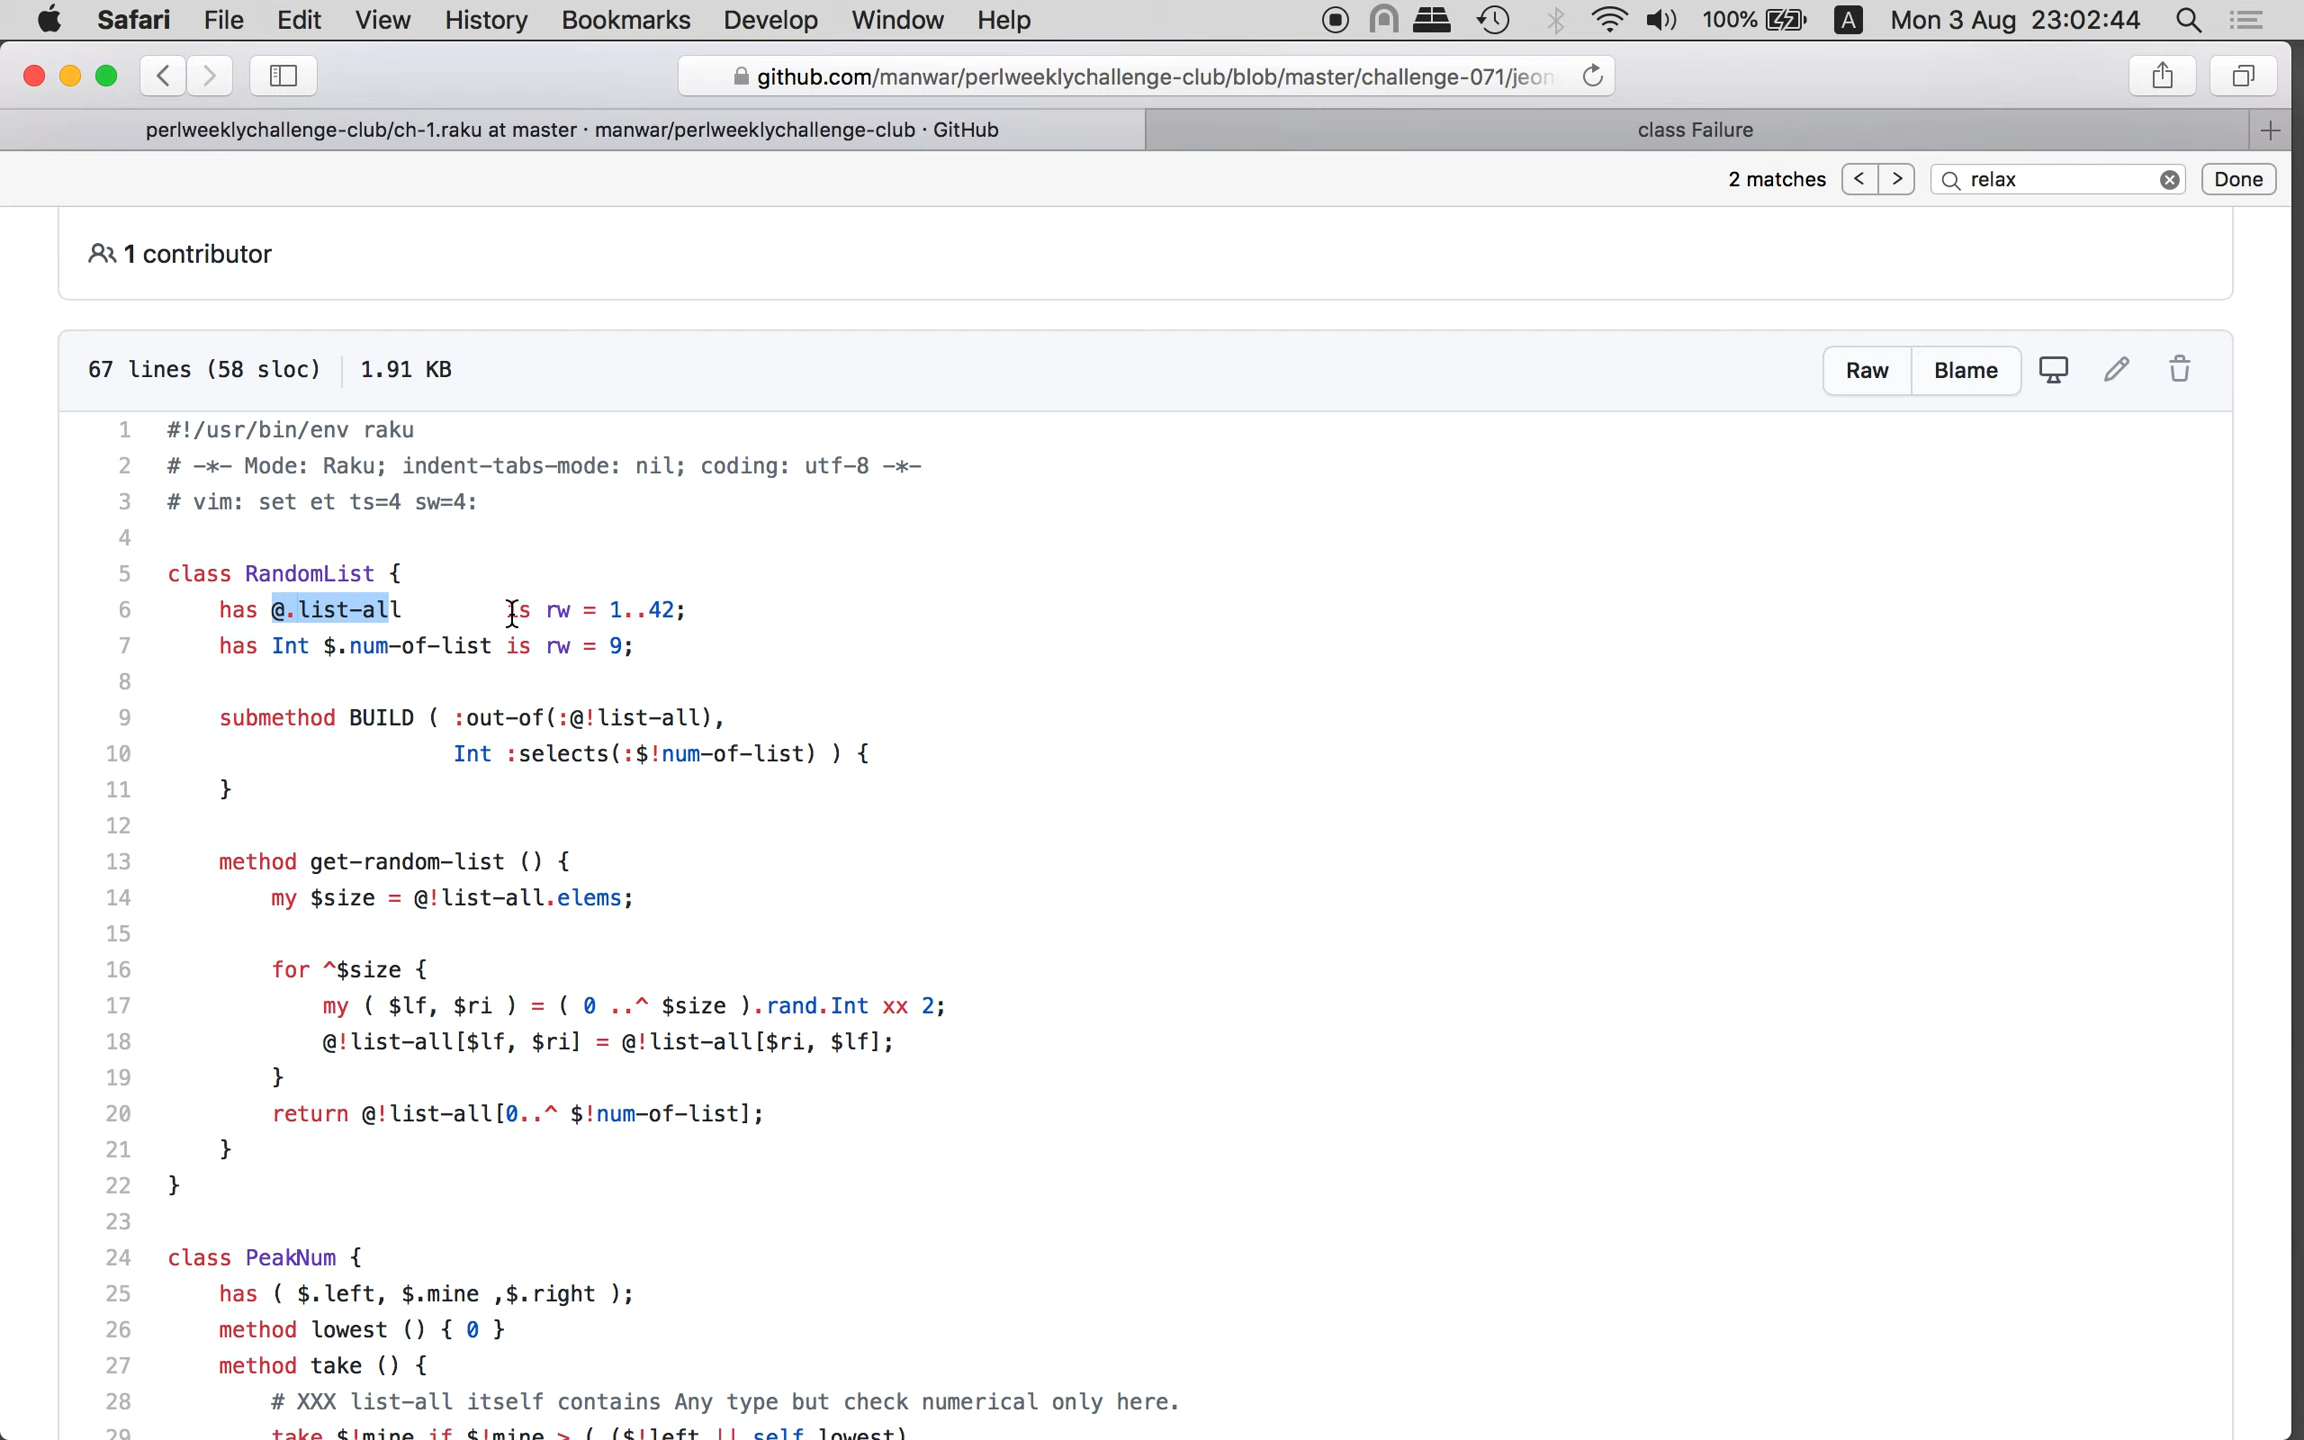 Safari File Edit View History Bookmarks Develop Window Help 100% A Mon 3 Aug 23:02:44
github.com/manwar/perlweeklychallenge-club/blob/master/challenge-071/jeon
perlweeklychallenge-club/ch-1.raku at master · manwar/perlweeklychallenge-club · GitHub class Failure +
2 matches < > relax Done
1 contributor
67 lines (58 sloc) 1.91 KB Raw Blame
1 #!/usr/bin/env raku
2 # -*- Mode: Raku; indent-tabs-mode: nil; coding: utf-8 -*-
3 # vim: set et ts=4 sw=4:
4
5 class RandomList {
6 has @.list-all is rw = 1..42;
7 has Int $.num-of-list is rw = 9;
8
9 submethod BUILD ( :out-of(:@!list-all),
10 Int :selects(:$!num-of-list) ) {
11 }
12
13 method get-random-list () {
14 my $size = @!list-all.elems;
15
16 for ^$size {
17 my ( $lf, $ri ) = ( 0 ..^ $size ).rand.Int xx 2;
18 @!list-all[$lf, $ri] = @!list-all[$ri, $lf];
19 }
20 return @!list-all[0..^ $!num-of-list];
21 }
22 }
23
24 class PeakNum {
25 has ( $.left, $.mine ,$.right );
26 method lowest () { 0 }
27 method take () {
28 # XXX list-all itself contains Any type but check numerical only here.
29 take $!mine if $!mine > ( ($!left || self.lowest)